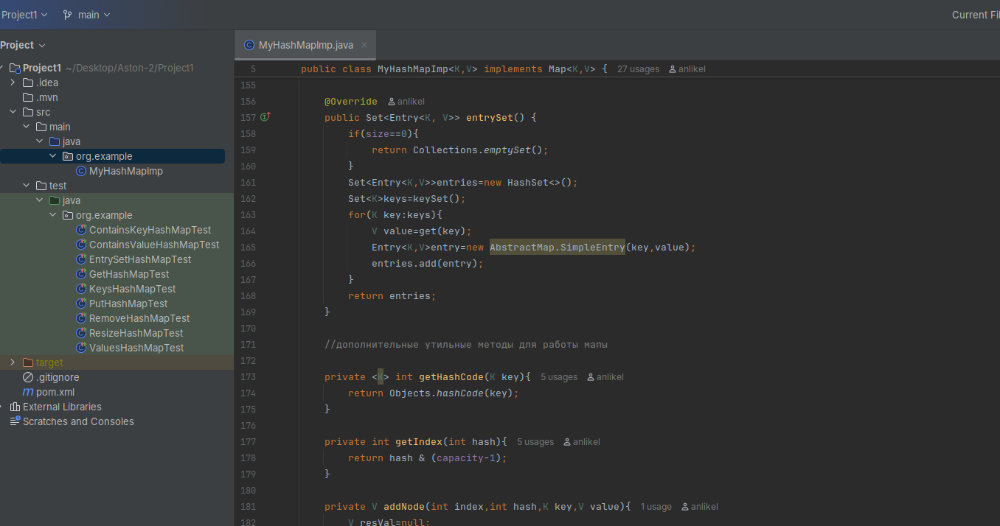 Project1 main Current Fi
Project
MyHashMapImp.java
Project1 ~/Desktop/Aston-2/Project1
.idea
.mvn
src
main
java
org.example
MyHashMapImp
test
java
org.example
ContainsKeyHashMapTest
ContainsValueHashMapTest
EntrySetHashMapTest
GetHashMapTest
KeysHashMapTest
PutHashMapTest
RemoveHashMapTest
ResizeHashMapTest
ValuesHashMapTest
target
.gitignore
pom.xml
External Libraries
Scratches and Consoles
5 public class MyHashMapImp<K,V> implements Map<K,V> { 27 usages anlikel
155
156 @Override anlikel
157 public Set<Entry<K, V>> entrySet() {
158 if(size==0){
159 return Collections.emptySet();
160 }
161 Set<Entry<K,V>>entries=new HashSet<>();
162 Set<K>keys=keySet();
163 for(K key:keys){
164 V value=get(key);
165 Entry<K,V>entry=new AbstractMap.SimpleEntry(key,value);
166 entries.add(entry);
167 }
168 return entries;
169 }
170
171 //дополнительные утильные методы для работы мапы
172
173 private <K> int getHashCode(K key){ 5 usages anlikel
174 return Objects.hashCode(key);
175 }
176
177 private int getIndex(int hash){ 5 usages anlikel
178 return hash & (capacity-1);
179 }
180
181 private V addNode(int index,int hash,K key,V value){ 1 usage anlikel
182 V resVal=null;